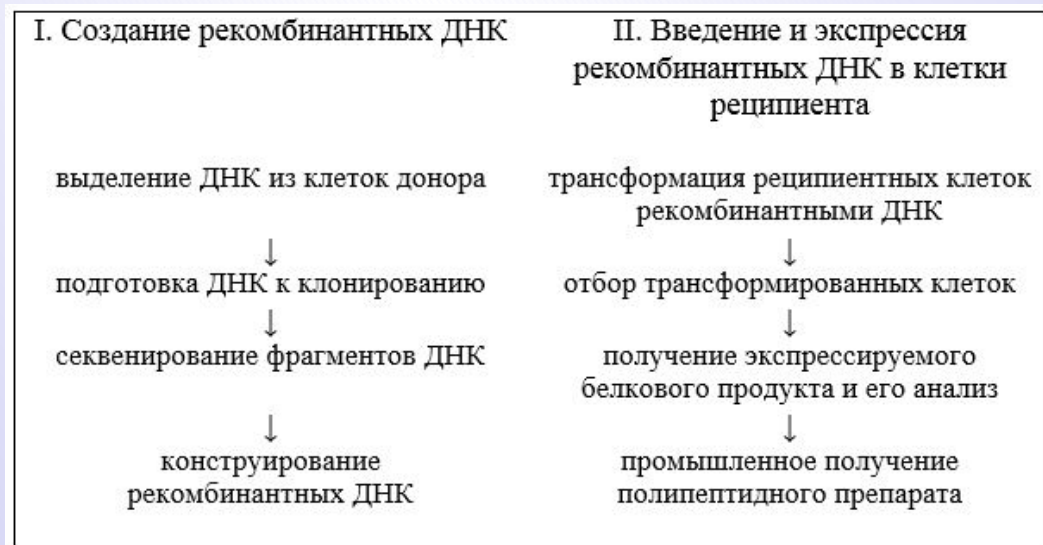 I. Создание рекомбинантных ДНК
выделение ДНК из клеток донора
↓
подготовка ДНК к клонированию
↓
секвенирование фрагментов ДНК
↓
конструирование
рекомбинантных ДНК
II. Введение и экспрессия
рекомбинантных ДНК в клетки
реципиента
трансформация реципиентных клеток
рекомбинантными ДНК
↓
отбор трансформированных клеток
↓
получение экспрессируемого
белкового продукта и его анализ
↓
промышленное получение
полипептидного препарата